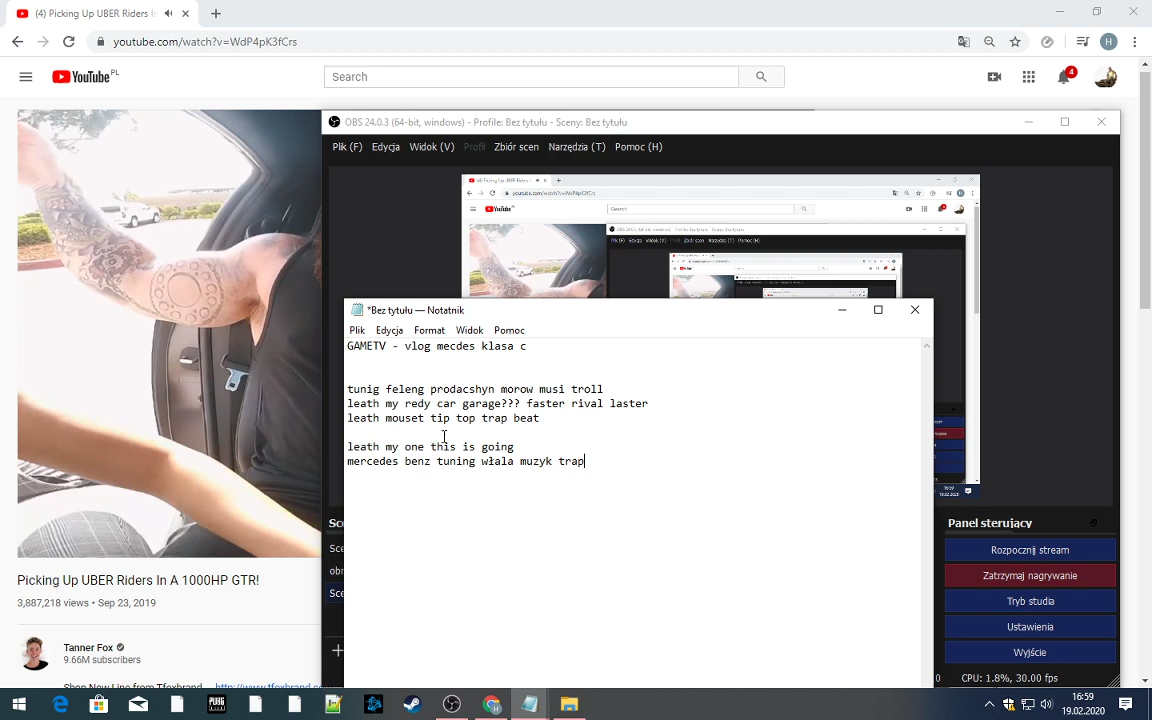 (4) Picking Up UBER Riders I
youtube.com/watch?v=WdP4pK3fCrs
H
YouTube PL
Search
4
OBS 24.0.3 (64-bit, windows) - Profile: Bez tytułu - Sceny: Bez tytułu
Plik (F) Edycja Widok (V) Profil Zbiór scen Narzędzia (T) Pomoc (H)
*Bez tytułu — Notatnik
Plik Edycja Format Widok Pomoc
GAMETV - vlog mecdes klasa c
tunig feleng prodacshyn morow musi troll
leath my redy car garage??? faster rival laster
leath mouset tip top trap beat
leath my one this is going
mercedes benz tuning włala muzyk trap
Panel sterujący
Rozpocznij stream
Zatrzymaj nagrywanie
Tryb studia
Ustawienia
Wyjście
CPU: 1.8%, 30.00 fps
Picking Up UBER Riders In A 1000HP GTR!
3,887,218 views • Sep 23, 2019
Tanner Fox
9.66M subscribers
16:59
19.02.2020